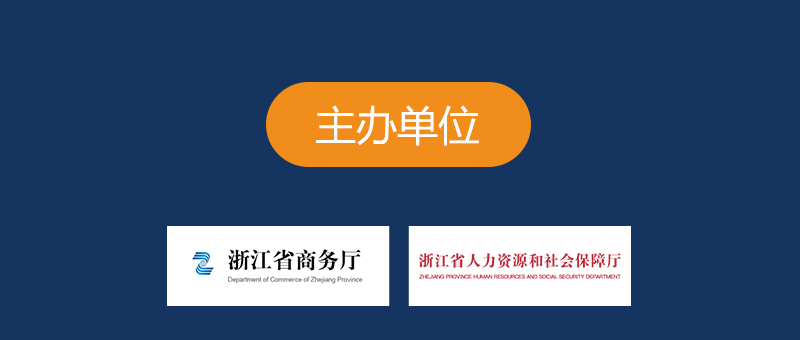 主办单位
浙江省商务厅
Department of Commerce of Zhejiang Province
浙江省人力资源和社会保障厅
ZHEJIANG PROVINCE HUMAN RESOURCES AND SOCIAL SECURITY DEPARTMENT